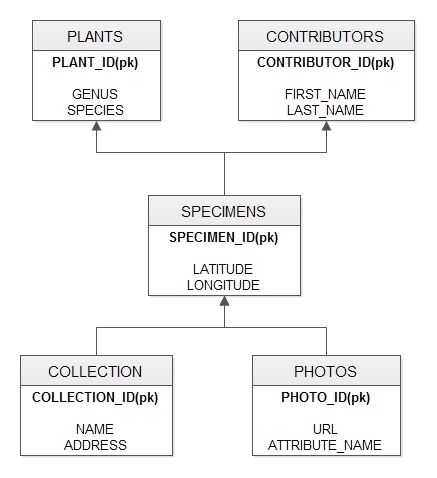 PLANTS
PLANT_ID(pk)
GENUS
SPECIES
CONTRIBUTORS
CONTRIBUTOR_ID(pk)
FIRST_NAME
LAST_NAME
SPECIMENS
SPECIMEN_ID(pk)
LATITUDE
LONGITUDE
COLLECTION
COLLECTION_ID(pk)
NAME
ADDRESS
PHOTOS
PHOTO_ID(pk)
URL
ATTRIBUTE_NAME